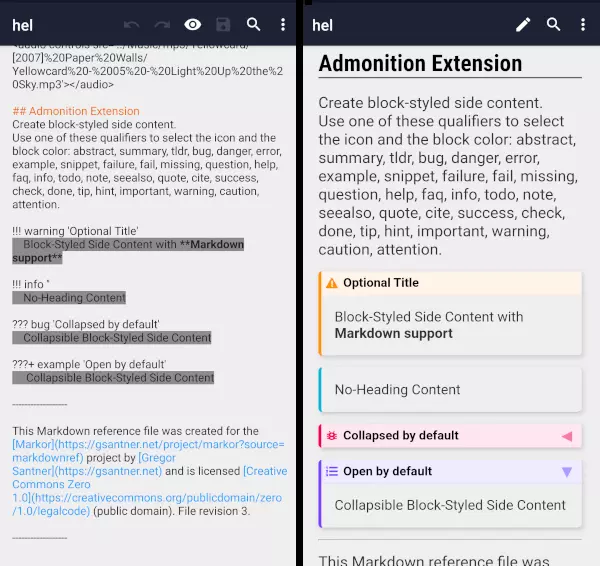 hel
<audio controls src='../Music/mp3/Yellowcard/
[2007]%20Paper%20Walls/
Yellowcard%20-%2005%20-%20Light%20Up%20the%2
0Sky.mp3'></audio>
## Admonition Extension
Create block-styled side content.
Use one of these qualifiers to select the icon and the
block color: abstract, summary, tldr, bug, danger, error,
example, snippet, failure, fail, missing, question, help,
faq, info, todo, note, seealso, quote, cite, success,
check, done, tip, hint, important, warning, caution,
attention.
!!! warning 'Optional Title'
Block-Styled Side Content with **Markdown
support**
!!! info ''
No-Heading Content
??? bug 'Collapsed by default'
Collapsible Block-Styled Side Content
???+ example 'Open by default'
Collapsible Block-Styled Side Content
--------------------
This Markdown reference file was created for the
[Markor](https://gsantner.net/project/markor?source=
markdownref) project by [Gregor
Santner](https://gsantner.net) and is licensed [Creative
Commons Zero
1.0](https://creativecommons.org/publicdomain/zero
/1.0/legalcode) (public domain). File revision 3.
--------------------
hel
Admonition Extension
Create block-styled side content.
Use one of these qualifiers to select
the icon and the block color: abstract,
summary, tldr, bug, danger, error,
example, snippet, failure, fail, missing,
question, help, faq, info, todo, note,
seealso, quote, cite, success, check,
done, tip, hint, important, warning,
caution, attention.
Optional Title
Block-Styled Side Content with
Markdown support
No-Heading Content
Collapsed by default
Open by default
Collapsible Block-Styled Side Content
This Markdown reference file was